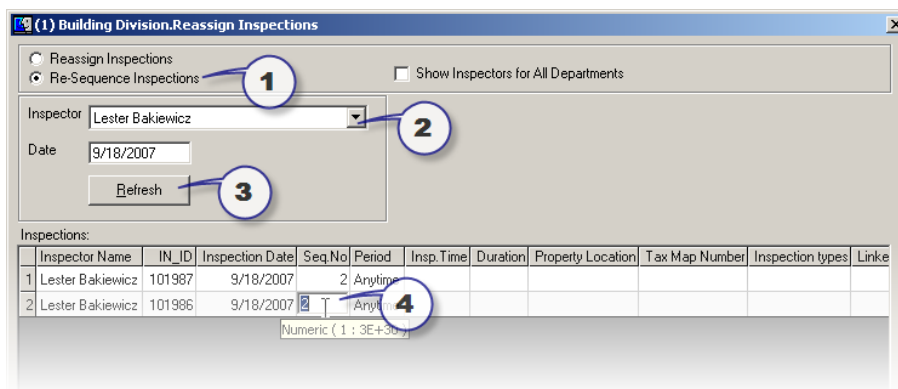 (1) Building Division.Reassign Inspections
Reassign Inspections
Re-Sequence Inspections
1
Show Inspectors for All Departments
Inspector Lester Bakiewicz
2
Date 9/18/2007
Refresh
3
Inspections:
Inspector Name IN_ID Inspection Date Seq.No Period Insp.Time Duration Property Location Tax Map Number Inspection types Linke
1 Lester Bakiewicz 101987 9/18/2007 2 Anytime
2 Lester Bakiewicz 101986 9/18/2007 2 Anytime
4
Numeric ( 1 : 3E+30 )